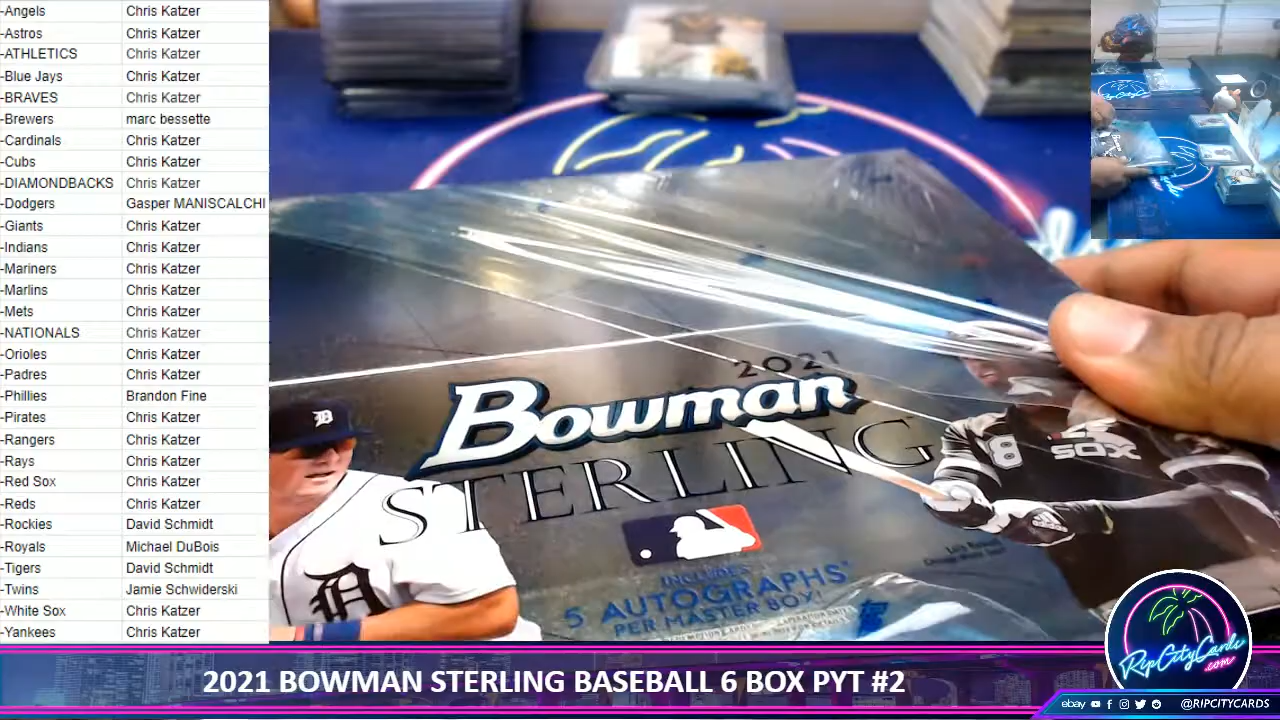 -Angels Chris Katzer
-Astros Chris Katzer
-ATHLETICS Chris Katzer
-Blue Jays Chris Katzer
-BRAVES Chris Katzer
-Brewers marc bessette
-Cardinals Chris Katzer
-Cubs Chris Katzer
-DIAMONDBACKS Chris Katzer
-Dodgers Gasper MANISCALCHI
-Giants Chris Katzer
-Indians Chris Katzer
-Mariners Chris Katzer
-Marlins Chris Katzer
-Mets Chris Katzer
-NATIONALS Chris Katzer
-Orioles Chris Katzer
-Padres Chris Katzer
-Phillies Brandon Fine
-Pirates Chris Katzer
-Rangers Chris Katzer
-Rays Chris Katzer
-Red Sox Chris Katzer
-Reds Chris Katzer
-Rockies David Schmidt
-Royals Michael DuBois
-Tigers David Schmidt
-Twins Jamie Schwiderski
-White Sox Chris Katzer
-Yankees Chris Katzer
2021
Bowman
STERLING
INCLUDES
5 AUTOGRAPHS
PER MASTER BOX!
D
D
8
SOX
RipCityCards
.com
2021 BOWMAN STERLING BASEBALL 6 BOX PYT #2
ebay @RIPCITYCARDS